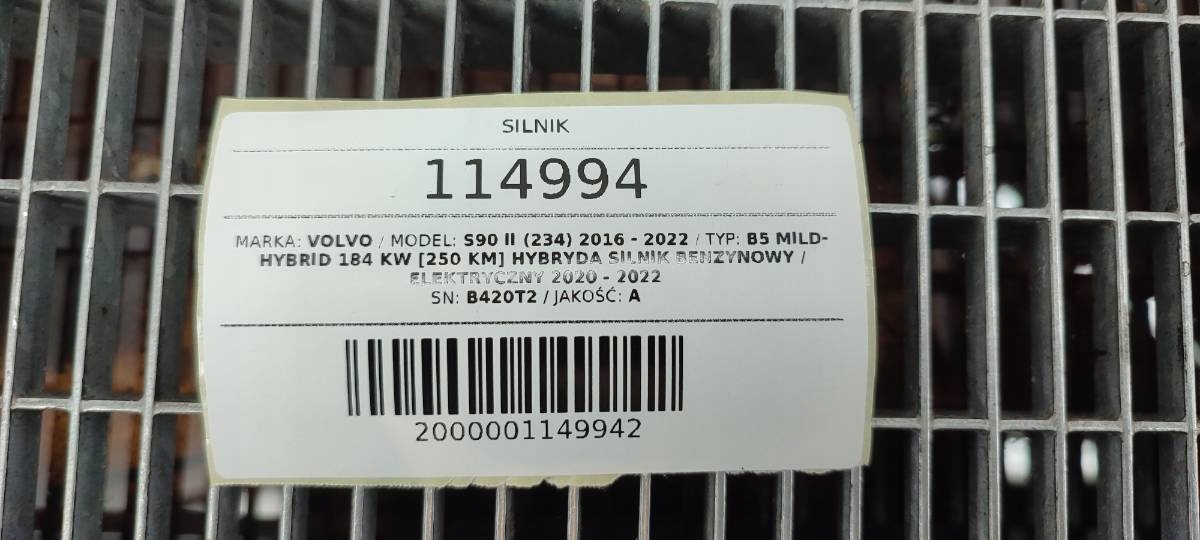 SILNIK
114994
MARKA: VOLVO / MODEL: S90 II (234) 2016 - 2022 / TYP: B5 MILD-
HYBRID 184 KW [250 KM] HYBRYDA SILNIK BENZYNOWY /
ELEKTRYCZNY 2020 - 2022
SN: B420T2 / JAKOŚĆ: A
2000001149942